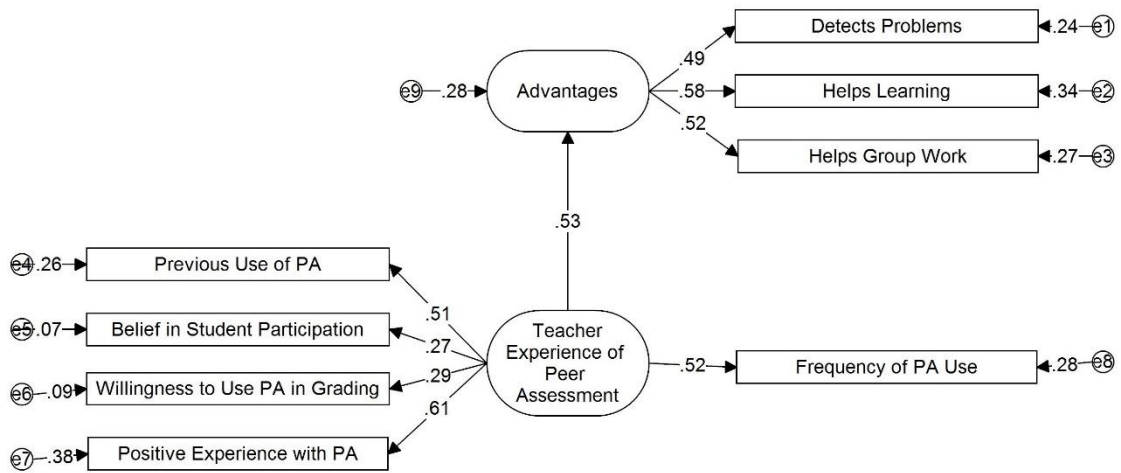 Detects Problems
.24
e1
.49
e9
.28
Advantages
.58
Helps Learning
.34
e2
.52
Helps Group Work
.27
e3
.53
e4
.26
Previous Use of PA
.51
e5
.07
Belief in Student Participation
.27
Teacher
Experience of
Peer
Assessment
.52
Frequency of PA Use
.28
e8
e6
.09
Willingness to Use PA in Grading
.29
.61
e7
.38
Positive Experience with PA